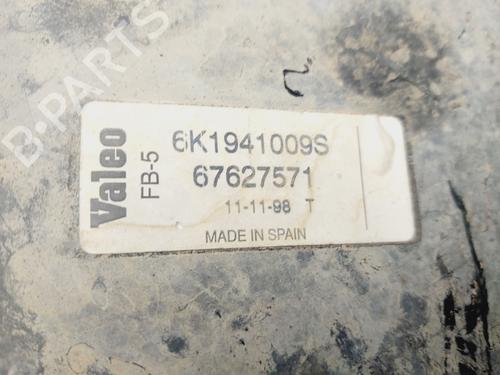 Valeo
FB-5
6K1941009S
67627571
11-11-98 T
MADE IN SPAIN
B-PARTS